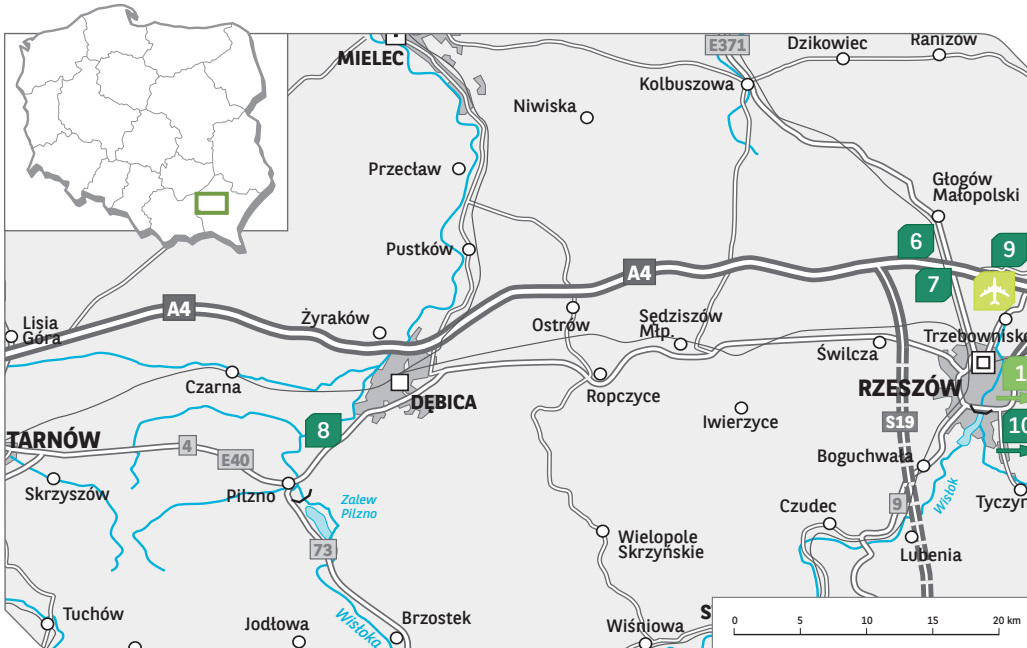 MIELEC
E371
Dzikowiec
Raniżów
Kolbuszowa
Niwiska
Przecław
Głogów
Małopolski
Pustków
6
9
7
A4
A4
Lisia
Góra
Żyraków
Ostrów
Sędziszów
Młp.
Trzebownisko
Świlcza
Czarna
Ropczyce
RZESZÓW
1
DĘBICA
Iwierzyce
S19
8
10
TARNÓW
4
E40
Boguchwała
Skrzyszów
Pilzno
Zalew
Pilzno
Wisłok
Tyczyn
Czudec
9
Wielopole
Skrzyńskie
73
Lubenia
Tuchów
Jodłowa
Wisłoka
Brzostek
Wiśniowa
S
0 5 10 15 20 km